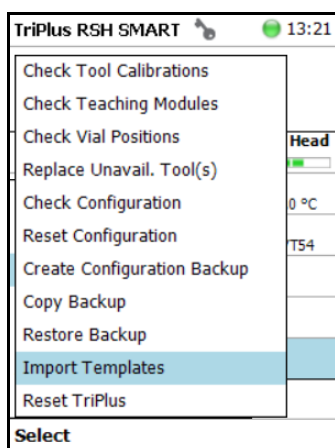 TriPlus RSH SMART 13:21
Check Tool Calibrations
Check Teaching Modules
Check Vial Positions
Head
Replace Unavail. Tool(s)
Check Configuration
0 °C
Reset Configuration
/T54
Create Configuration Backup
Copy Backup
Restore Backup
Import Templates
Reset TriPlus
Select